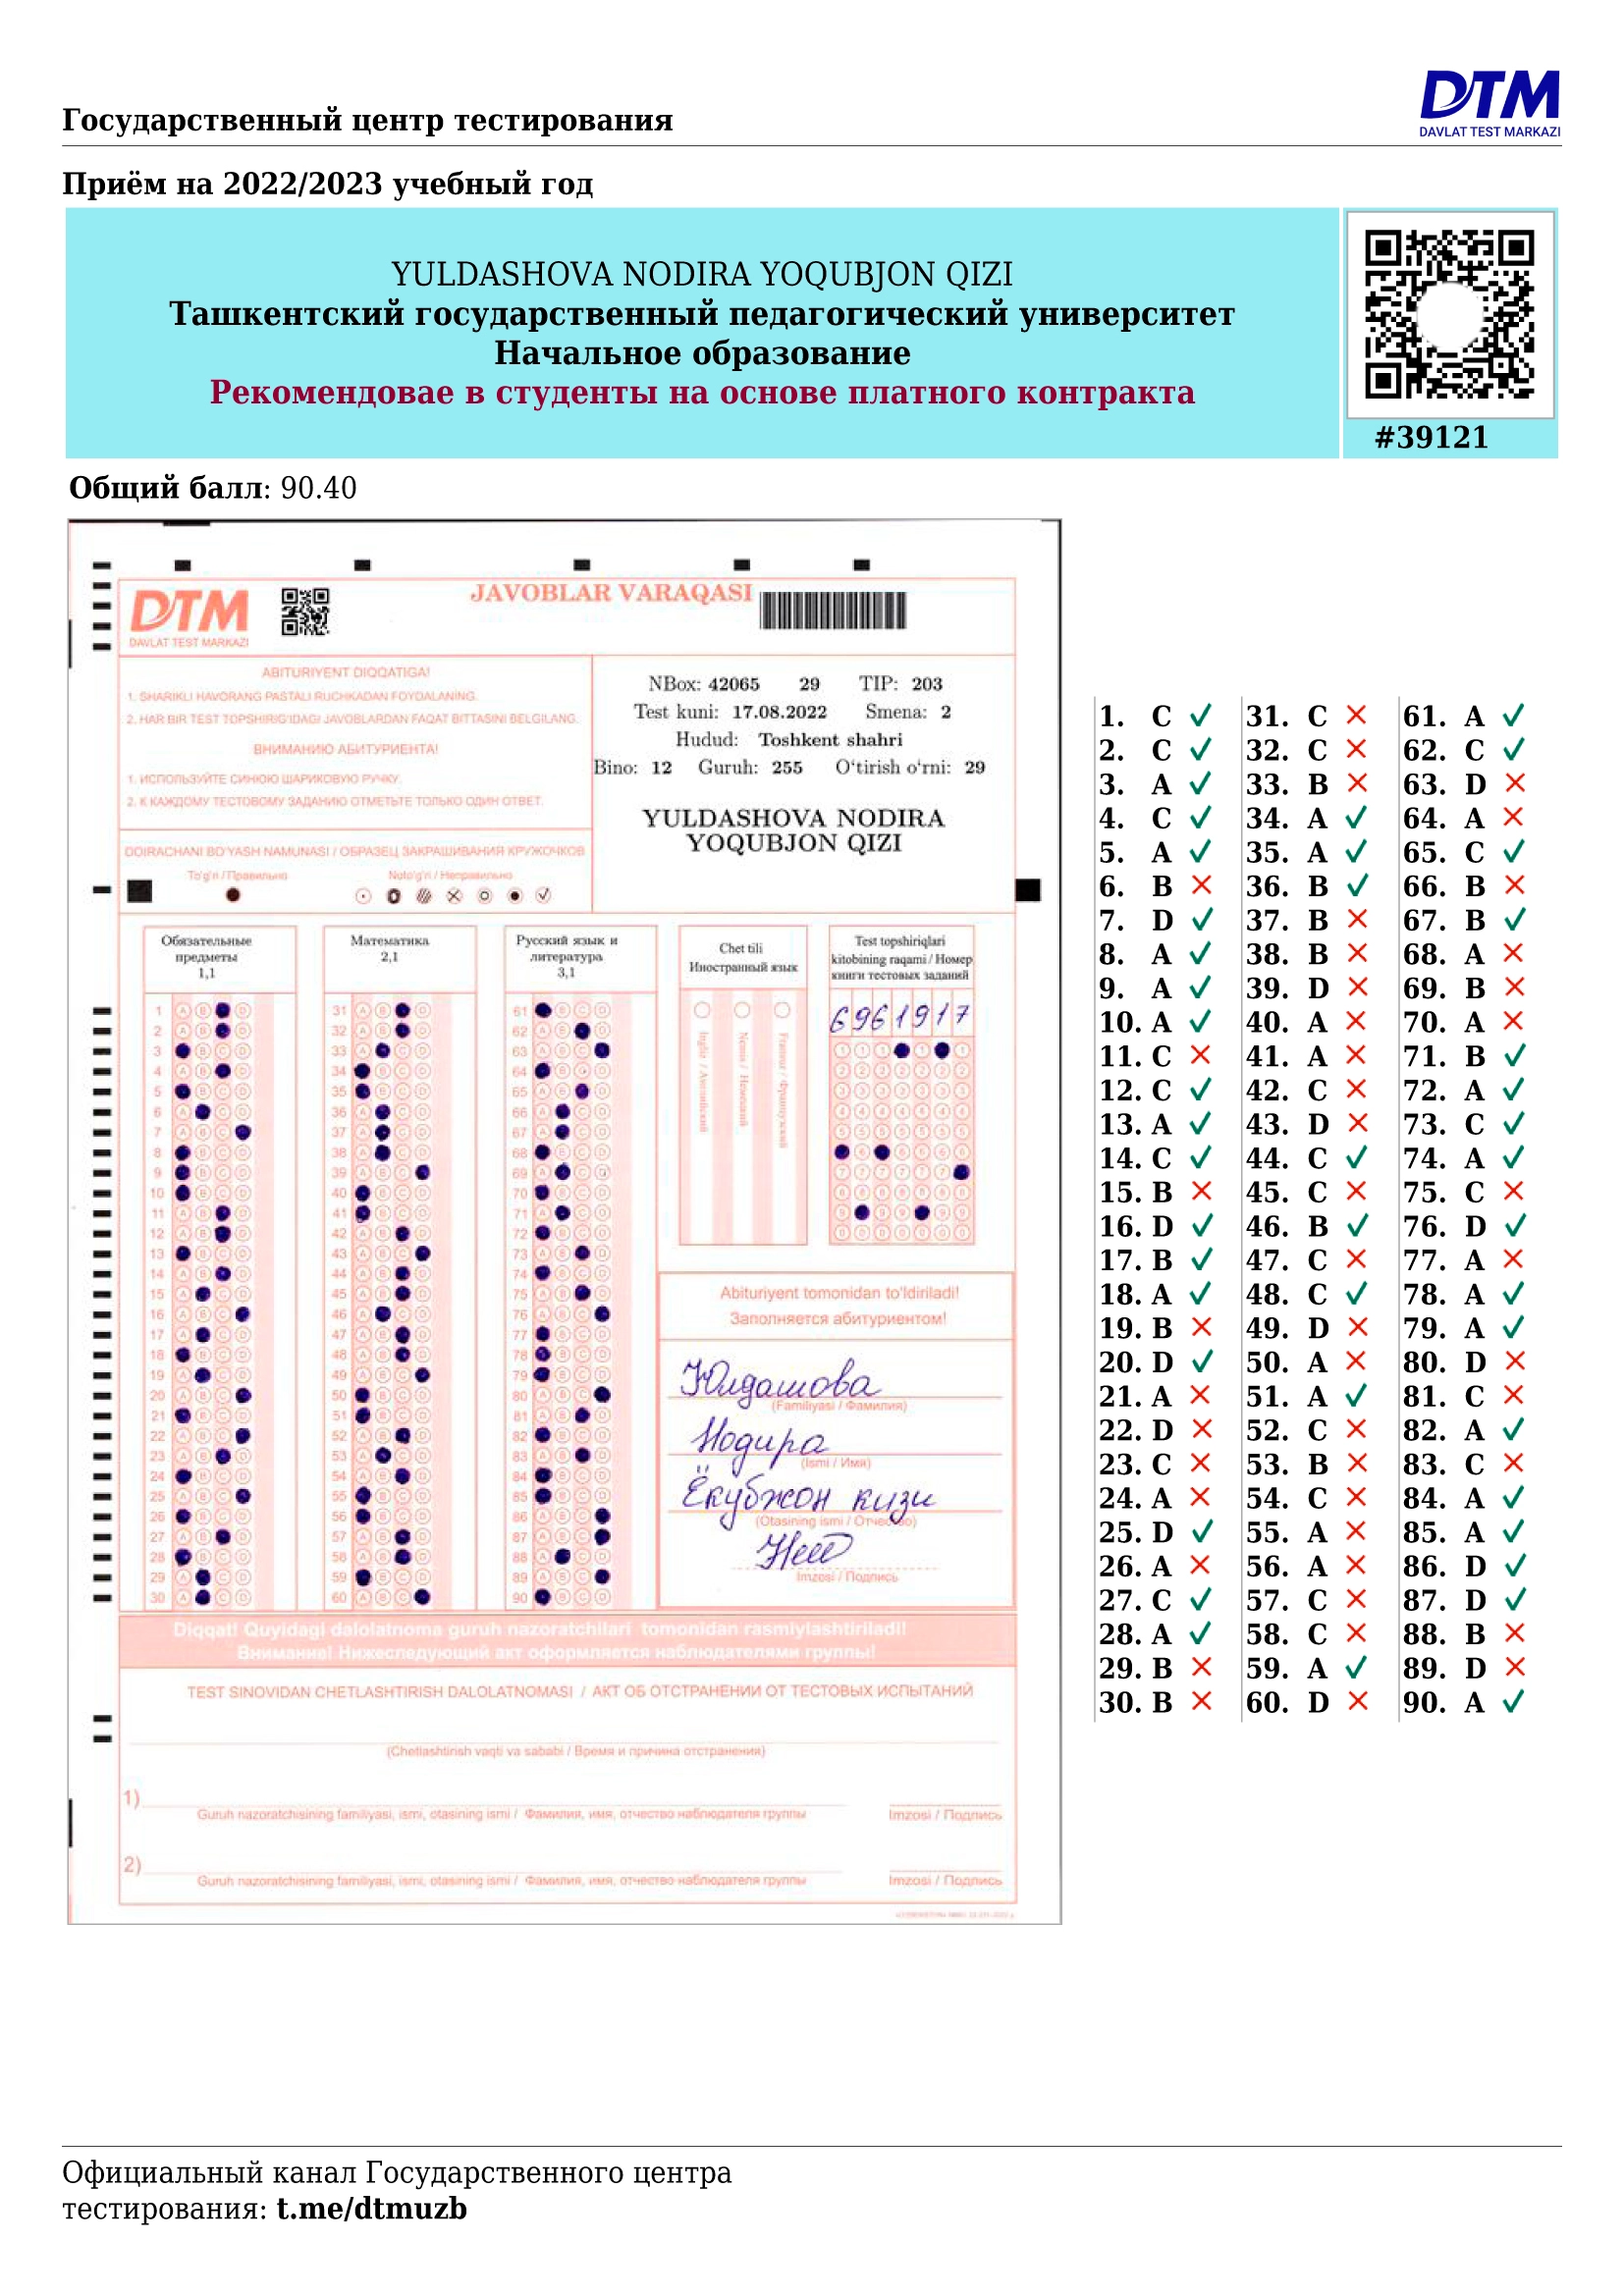 Государственный центр тестирования
DTM
DAVLAT TEST MARKAZI
Приём на 2022/2023 учебный год
YULDASHOVA NODIRA YOQUBJON QIZI
Ташкентский государственный педагогический университет
Начальное образование
Рекомендовае в студенты на основе платного контракта
#39121
Общий балл: 90.40
DTM
DAVLAT TEST MARKAZI
JAVOBLAR VARAQASI
ABITURIYENT DIQQATIGA!
1. SHARIKLI HAVORANG PASTALI RUCHKADAN FOYDALANING.
2. HAR BIR TEST TOPSHIRIG'IDAGI JAVOBLARDAN FAQAT BITTASINI BELGILANG.
ВНИМАНИЮ АБИТУРИЕНТА!
1. ИСПОЛЬЗУЙТЕ СИНЮЮ ШАРИКОВУЮ РУЧКУ.
2. К КАЖДОМУ ТЕСТОВОМУ ЗАДАНИЮ ОТМЕТЬТЕ ТОЛЬКО ОДИН ОТВЕТ.
DOIRACHANI BO'YASH NAMUNASI / ОБРАЗЕЦ ЗАКРАШИВАНИЯ КРУЖОЧКОВ
To'g'ri / Правильно Noto'g'ri / Неправильно
NBox: 42065 29 TIP: 203
Test kuni: 17.08.2022 Smena: 2
Hudud: Toshkent shahri
Bino: 12 Guruh: 255 O‘tirish o‘rni: 29
YULDASHOVA NODIRA
YOQUBJON QIZI
Обязательные
предметы
1,1
Математика
2,1
Русский язык и
литература
3,1
Chet tili
Иностранный язык
Ingliz / Английский
Nemis / Немецкий
Fransuz / Французский
Test topshiriqlari
kitobining raqami / Номер
книги тестовых заданий
6961917
Abituriyent tomonidan to'ldiriladi!
Заполняется абитуриентом!
Юлдашова
(Familiyasi / Фамилия)
Нодира
(Ismi / Имя)
Ёкубжон кизи
(Otasining ismi / Отчество)
Imzosi / Подпись
Diqqat! Quyidagi dalolatnoma guruh nazoratchilari tomonidan rasmiylashtiriladi!
Внимание! Нижеследующий акт оформляется наблюдателями группы!
TEST SINOVIDAN CHETLASHTIRISH DALOLATNOMASI / АКТ ОБ ОТСТРАНЕНИИ ОТ ТЕСТОВЫХ ИСПЫТАНИЙ
(Chetlashtirish vaqti va sababi / Время и причина отстранения)
1)
Guruh nazoratchisining familiyasi, ismi, otasining ismi / Фамилия, имя, отчество наблюдателя группы Imzosi / Подпись
2)
Guruh nazoratchisining familiyasi, ismi, otasining ismi / Фамилия, имя, отчество наблюдателя группы Imzosi / Подпись
1. C ✓ 31. C ✕ 61. A ✓
2. C ✓ 32. C ✕ 62. C ✓
3. A ✓ 33. B ✕ 63. D ✕
4. C ✓ 34. A ✓ 64. A ✕
5. A ✓ 35. A ✓ 65. C ✓
6. B ✕ 36. B ✓ 66. B ✕
7. D ✓ 37. B ✕ 67. B ✓
8. A ✓ 38. B ✕ 68. A ✕
9. A ✓ 39. D ✕ 69. B ✕
10. A ✓ 40. A ✕ 70. A ✕
11. C ✕ 41. A ✕ 71. B ✓
12. C ✓ 42. C ✕ 72. A ✓
13. A ✓ 43. D ✕ 73. C ✓
14. C ✓ 44. C ✓ 74. A ✓
15. B ✕ 45. C ✕ 75. C ✕
16. D ✓ 46. B ✓ 76. D ✓
17. B ✓ 47. C ✕ 77. A ✕
18. A ✓ 48. C ✓ 78. A ✓
19. B ✕ 49. D ✕ 79. A ✓
20. D ✓ 50. A ✕ 80. D ✕
21. A ✕ 51. A ✓ 81. C ✕
22. D ✕ 52. C ✕ 82. A ✓
23. C ✕ 53. B ✕ 83. C ✕
24. A ✕ 54. C ✕ 84. A ✓
25. D ✓ 55. A ✕ 85. A ✓
26. A ✕ 56. A ✕ 86. D ✓
27. C ✓ 57. C ✕ 87. D ✓
28. A ✓ 58. C ✕ 88. B ✕
29. B ✕ 59. A ✓ 89. D ✕
30. B ✕ 60. D ✕ 90. A ✓
Официальный канал Государственного центра
тестирования: t.me/dtmuzb